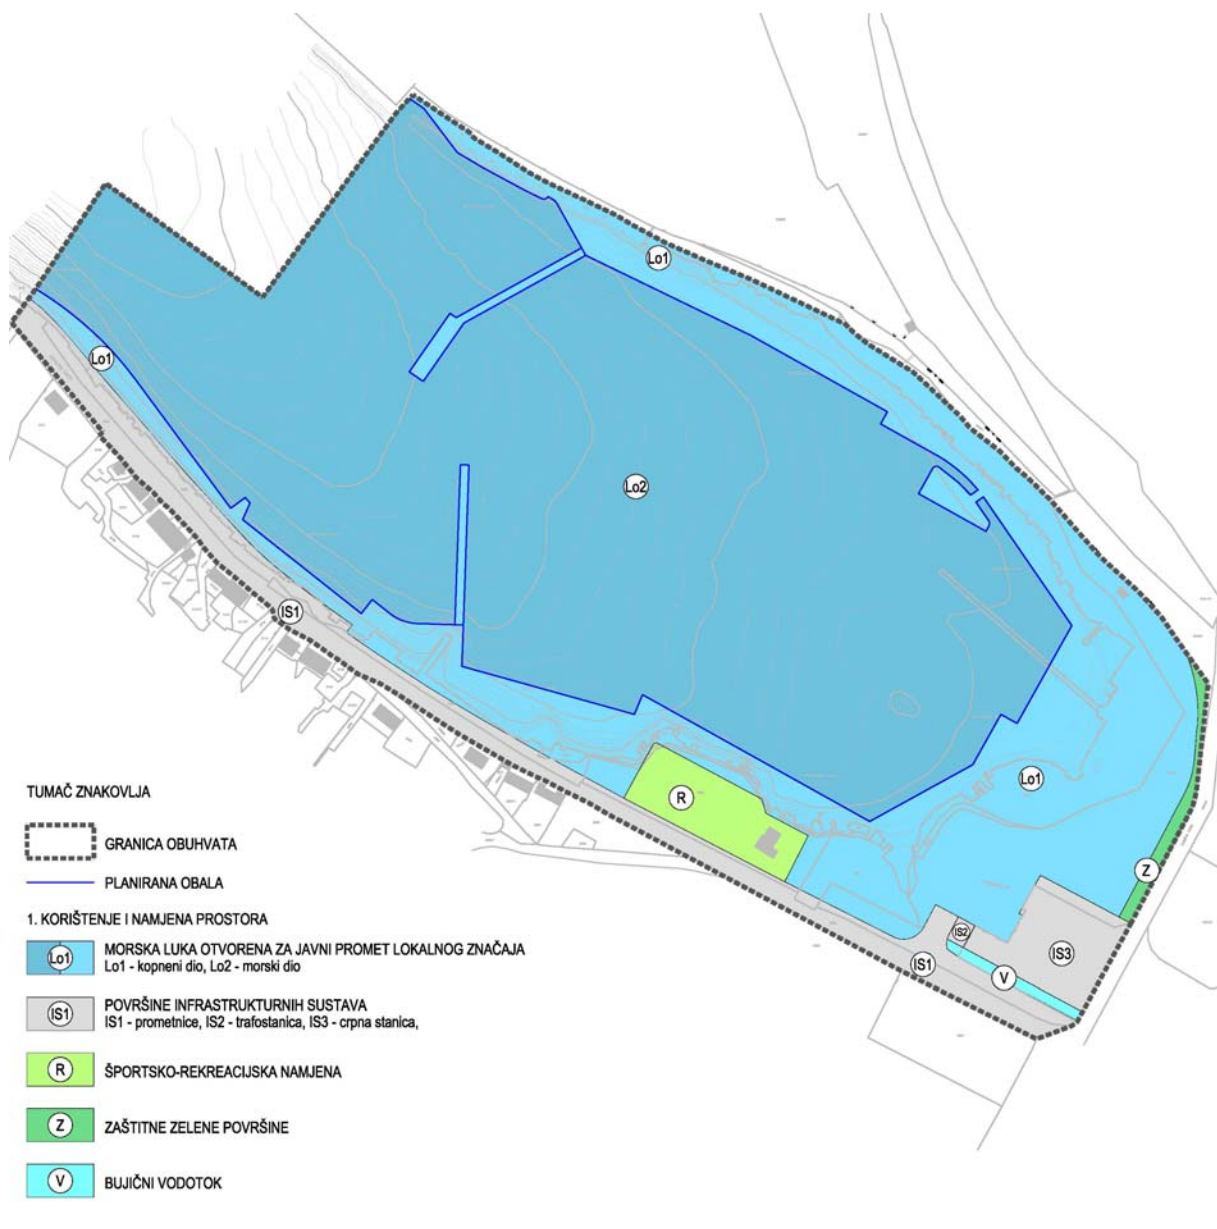 Lo1
Lo1
Lo2
IS1
R
Lo1
Z
IS2
IS1
IS3
V
TUMAČ ZNAKOVLJA
GRANICA OBUHVATA
PLANIRANA OBALA
1. KORIŠTENJE I NAMJENA PROSTORA
Lo1
MORSKA LUKA OTVORENA ZA JAVNI PROMET LOKALNOG ZNAČAJA
Lo1 - kopneni dio, Lo2 - morski dio
IS1
POVRŠINE INFRASTRUKTURNIH SUSTAVA
IS1 - prometnice, IS2 - trafostanica, IS3 - crpna stanica,
R
ŠPORTSKO-REKREACIJSKA NAMJENA
Z
ZAŠTITNE ZELENE POVRŠINE
V
BUJIČNI VODOTOK